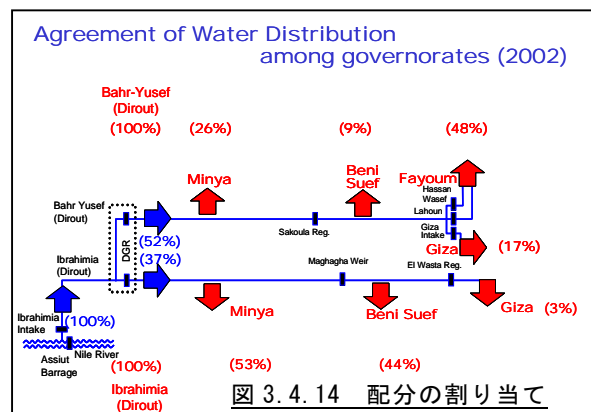 Agreement of Water Distribution
among governorates (2002)
Bahr-Yusef
(Dirout)
(100%) (26%) (9%) (48%)
Minya
Beni
Suef
Fayoum
Hassan
Wasef
Lahoun
Giza
Intake
Giza (17%)
Bahr Yusef
(Dirout)
DGR
(52%)
Sakoula Reg.
(37%)
Ibrahimia
(Dirout)
Maghagha Weir
El Wasta Reg.
Minya
Beni Suef
Giza (3%)
Ibrahimia
Intake
(100%)
Nile River
Assiut
Barrage
(100%) (53%) (44%)
Ibrahimia
(Dirout)
図 3.4.14 配分の割り当て